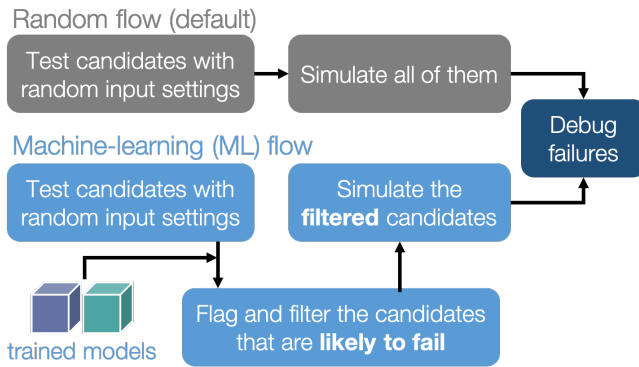 Random flow (default)
Test candidates with
random input settings
Simulate all of them
Debug
failures
Machine-learning (ML) flow
Test candidates with
random input settings
Simulate the
filtered candidates
Flag and filter the candidates
that are likely to fail
trained models